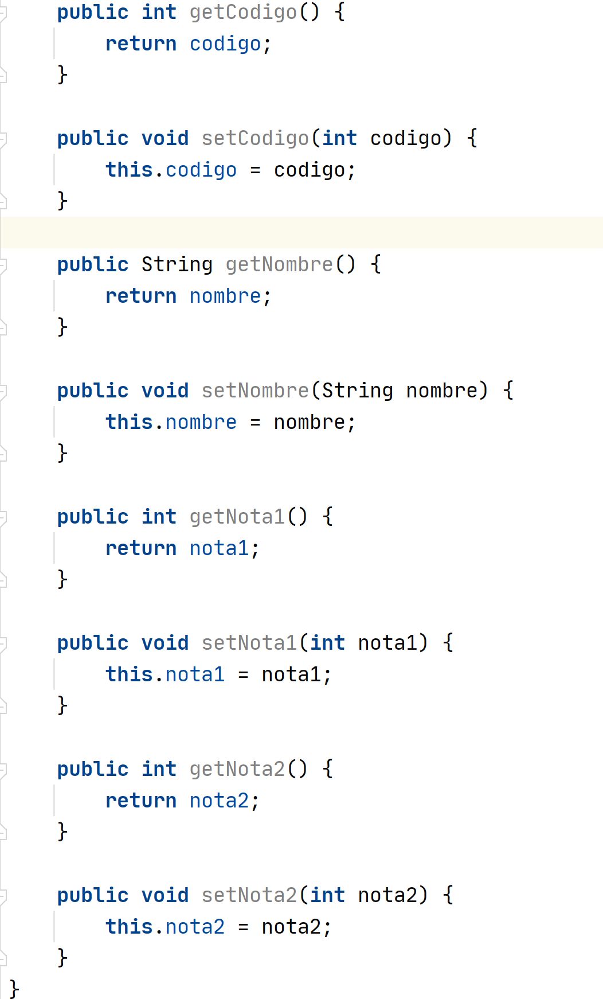 public int getCodigo() {
return codigo;
}
public void setCodigo(int codigo) {
this.codigo = codigo;
}
public String getNombre() {
return nombre;
}
public void setNombre(String nombre) {
this.nombre = nombre;
}
public int getNota1() {
return nota1;
}
public void setNota1(int nota1) {
this.nota1 = nota1;
}
public int getNota2() {
return nota2;
}
public void setNota2(int nota2) {
this.nota2 = nota2;
}
}